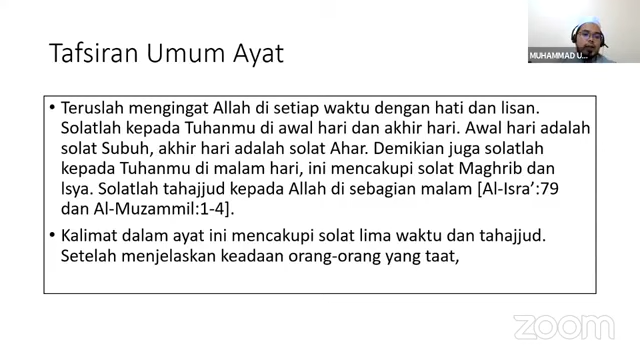 Tafsiran Umum Ayat
MUHAMMAD U...
• Teruslah mengingat Allah di setiap waktu dengan hati dan lisan.
Solatlah kepada Tuhanmu di awal hari dan akhir hari. Awal hari adalah
solat Subuh, akhir hari adalah solat Ahar. Demikian juga solatlah
kepada Tuhanmu di malam hari, ini mencakupi solat Maghrib dan
Isya. Solatlah tahajjud kepada Allah di sebagian malam [Al-Isra’:79
dan Al-Muzammil:1-4].
• Kalimat dalam ayat ini mencakupi solat lima waktu dan tahajjud.
Setelah menjelaskan keadaan orang-orang yang taat,
zoom